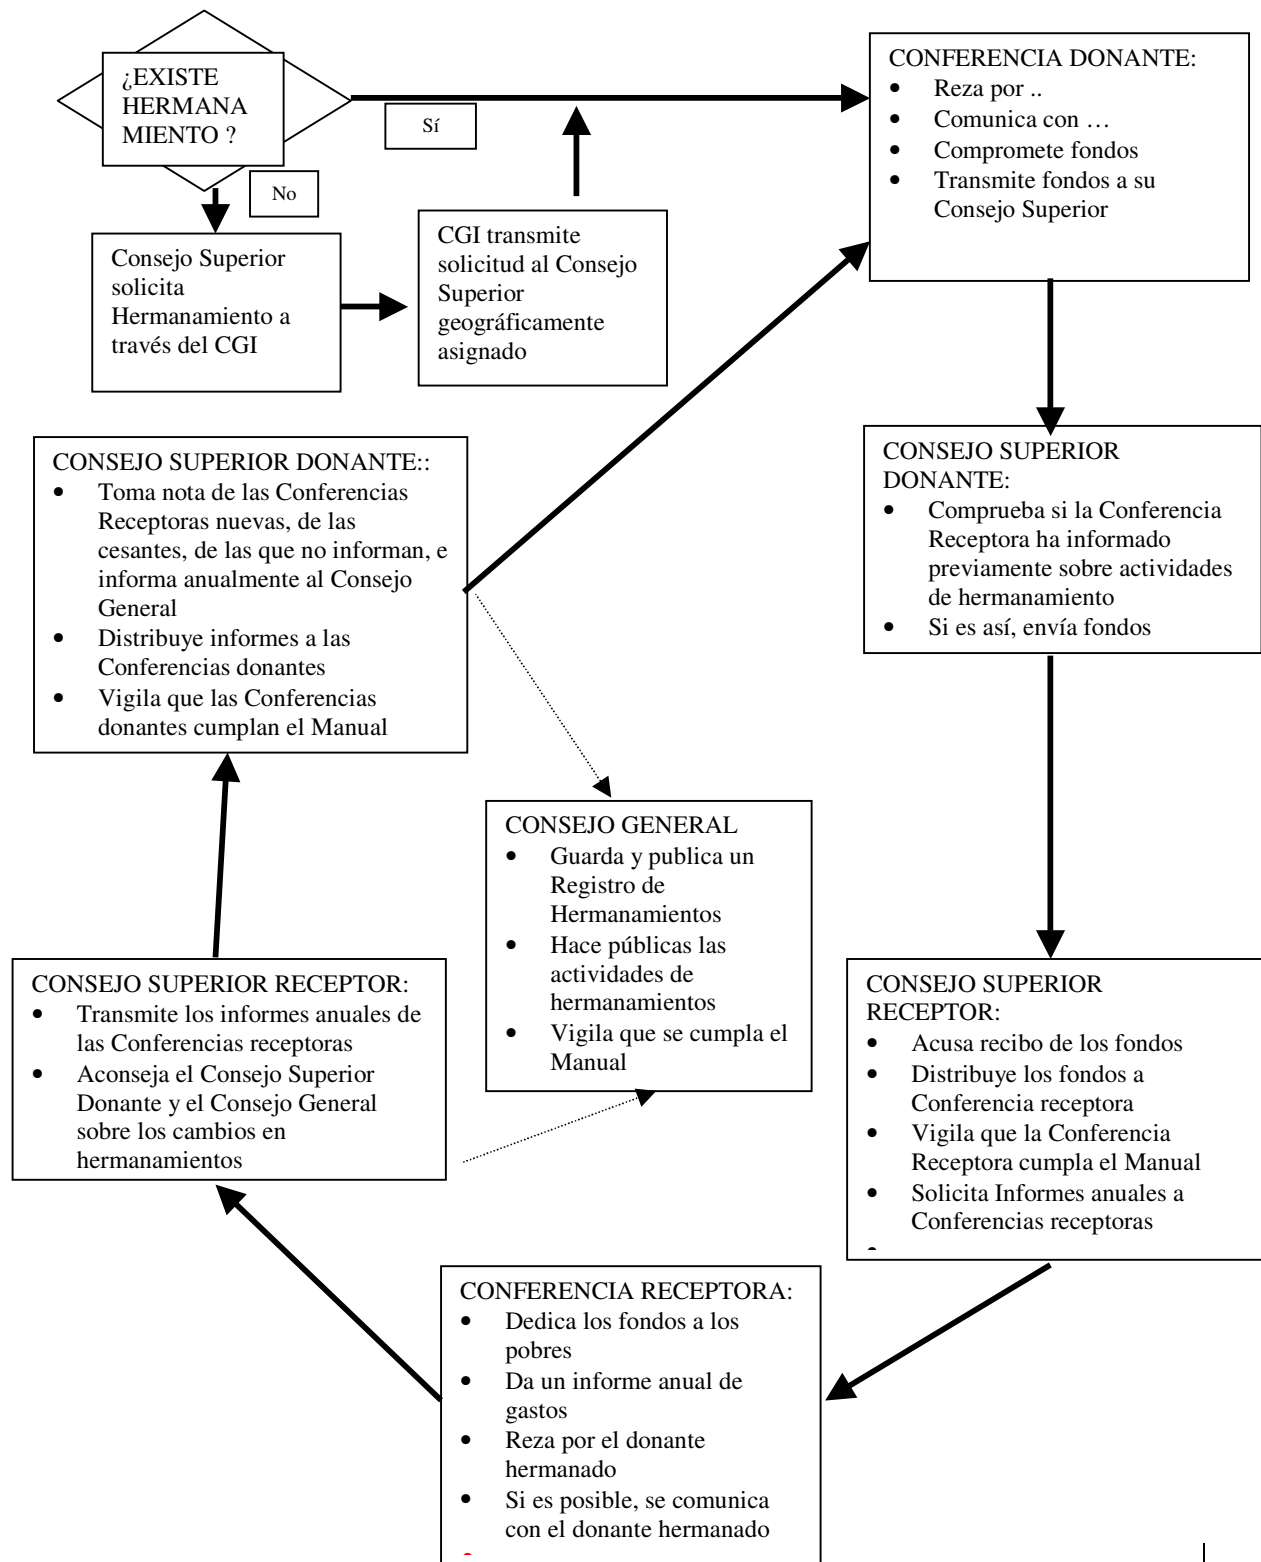 ¿EXISTE
HERMANA
MIENTO ?
Sí
No
Consejo Superior
solicita
Hermanamiento a
través del CGI
CGI transmite
solicitud al Consejo
Superior
geográficamente
asignado
CONFERENCIA DONANTE:
• Reza por ..
• Comunica con …
• Compromete fondos
• Transmite fondos a su
Consejo Superior
CONSEJO SUPERIOR
DONANTE:
• Comprueba si la Conferencia
Receptora ha informado
previamente sobre actividades
de hermanamiento
• Si es así, envía fondos
CONSEJO SUPERIOR DONANTE::
• Toma nota de las Conferencias
Receptoras nuevas, de las
cesantes, de las que no informan, e
informa anualmente al Consejo
General
• Distribuye informes a las
Conferencias donantes
• Vigila que las Conferencias
donantes cumplan el Manual
CONSEJO GENERAL
• Guarda y publica un
Registro de
Hermanamientos
• Hace públicas las
actividades de
hermanamientos
• Vigila que se cumpla el
Manual
CONSEJO SUPERIOR RECEPTOR:
• Transmite los informes anuales de
las Conferencias receptoras
• Aconseja el Consejo Superior
Donante y el Consejo General
sobre los cambios en
hermanamientos
CONSEJO SUPERIOR
RECEPTOR:
• Acusa recibo de los fondos
• Distribuye los fondos a
Conferencia receptora
• Vigila que la Conferencia
Receptora cumpla el Manual
• Solicita Informes anuales a
Conferencias receptoras
CONFERENCIA RECEPTORA:
• Dedica los fondos a los
pobres
• Da un informe anual de
gastos
• Reza por el donante
hermanado
• Si es posible, se comunica
con el donante hermanado